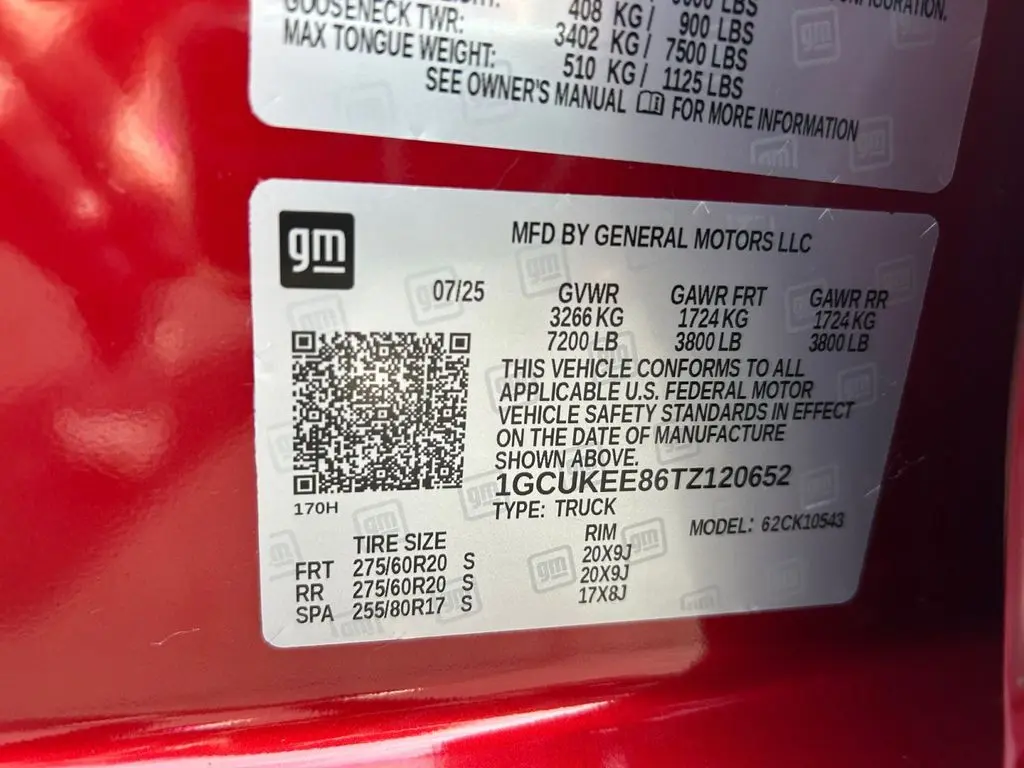 408 KG/ 900 LBS
GOOSENECK TWR: 3402 KG/ 7500 LBS
MAX TONGUE WEIGHT: 510 KG/ 1125 LBS
SEE OWNER'S MANUAL FOR MORE INFORMATION
gm
MFD BY GENERAL MOTORS LLC
07/25 GVWR GAWR FRT GAWR RR
3266 KG 1724 KG 1724 KG
7200 LB 3800 LB 3800 LB
THIS VEHICLE CONFORMS TO ALL
APPLICABLE U.S. FEDERAL MOTOR
VEHICLE SAFETY STANDARDS IN EFFECT
ON THE DATE OF MANUFACTURE
SHOWN ABOVE.
1GCUKEE86TZ120652
170H
TYPE: TRUCK MODEL: 62CK10543
TIRE SIZE RIM
FRT 275/60R20 S 20X9J
RR 275/60R20 S 20X9J
SPA 255/80R17 S 17X8J